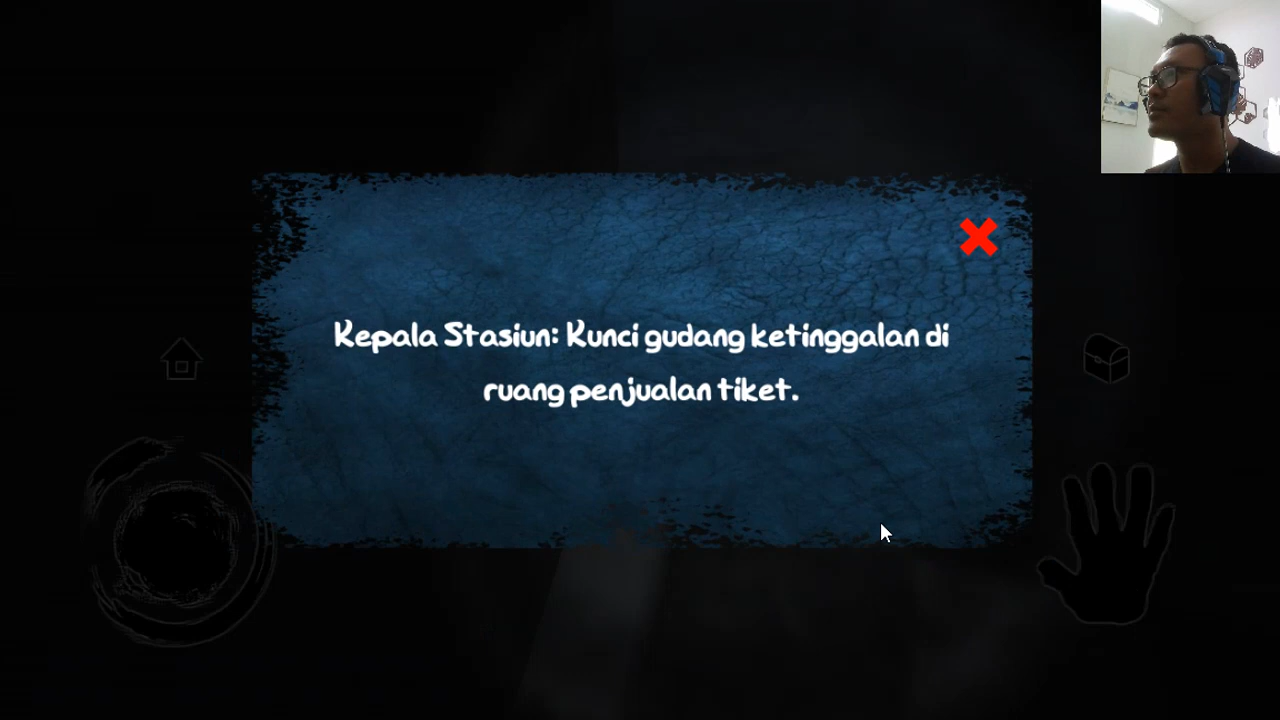 Kepala Stasiun: Kunci gudang ketinggalan di
ruang penjualan tiket.